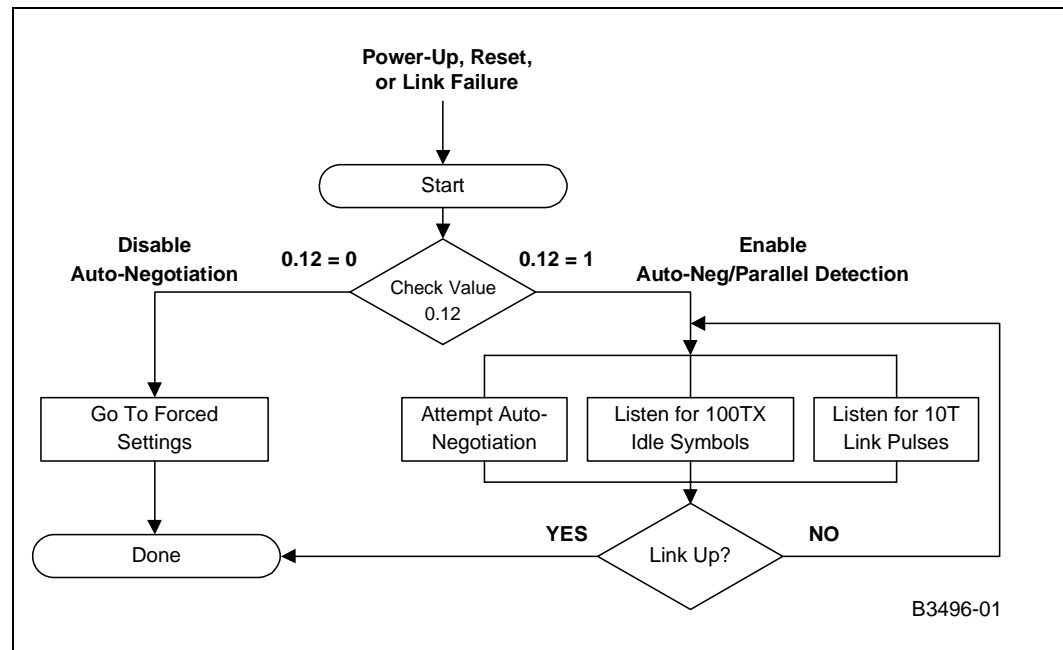 Power-Up, Reset,
or Link Failure
Start
Disable
Auto-Negotiation
0.12 = 0
0.12 = 1
Enable
Auto-Neg/Parallel Detection
Check Value
0.12
Go To Forced
Settings
Attempt Auto-
Negotiation
Listen for 100TX
Idle Symbols
Listen for 10T
Link Pulses
Done
YES
Link Up?
NO
B3496-01